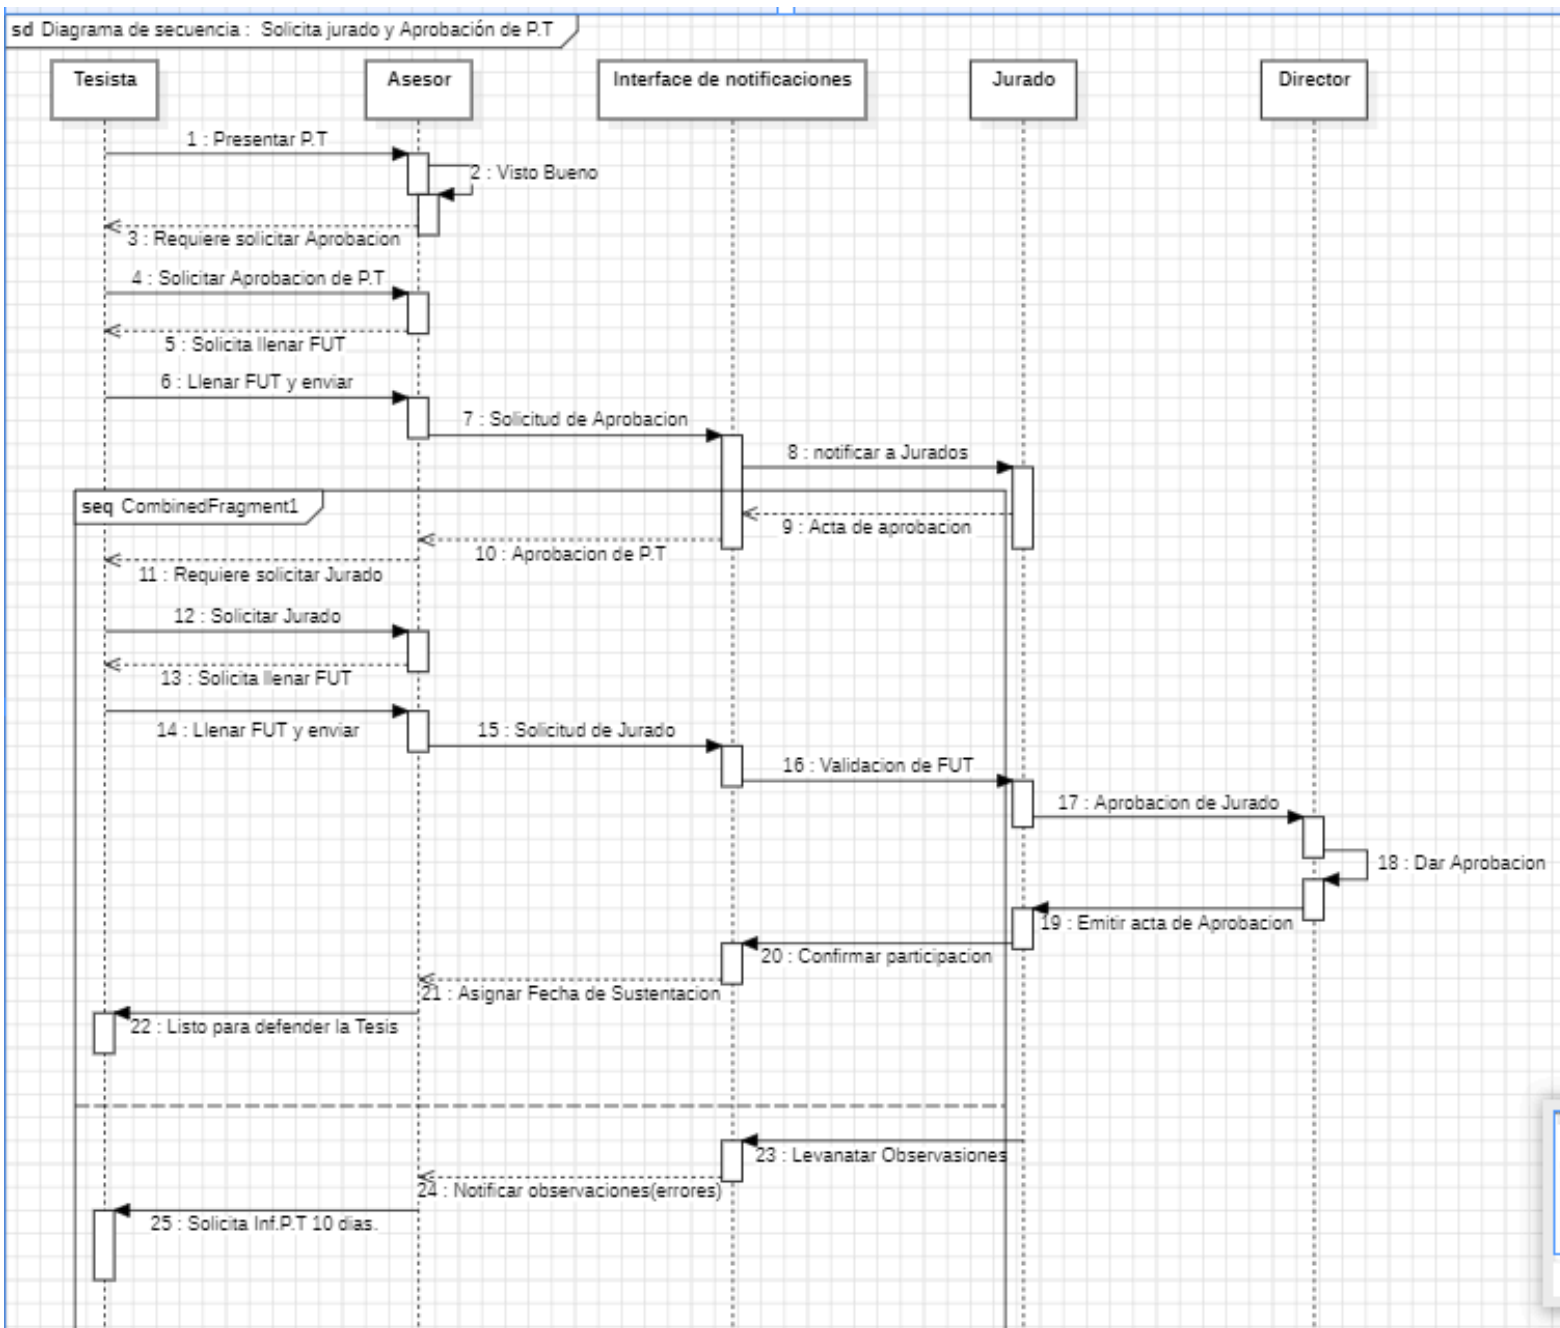 sd Diagrama de secuencia : Solicita jurado y Aprobación de P.T
Tesista
Asesor
Interface de notificaciones
Jurado
Director
1 : Presentar P.T
2 : Visto Bueno
3 : Requiere solicitar Aprobacion
4 : Solicitar Aprobacion de P.T
5 : Solicita llenar FUT
6 : Llenar FUT y enviar
7 : Solicitud de Aprobacion
8 : notificar a Jurados
seq CombinedFragment1
9 : Acta de aprobacion
10 : Aprobacion de P.T
11 : Requiere solicitar Jurado
12 : Solicitar Jurado
13 : Solicita llenar FUT
14 : Llenar FUT y enviar
15 : Solicitud de Jurado
16 : Validacion de FUT
17 : Aprobacion de Jurado
18 : Dar Aprobacion
19 : Emitir acta de Aprobacion
20 : Confirmar participacion
21 : Asignar Fecha de Sustentacion
22 : Listo para defender la Tesis
23 : Levanatar Observasiones
24 : Notificar observaciones(errores)
25 : Solicita Inf.P.T 10 dias.